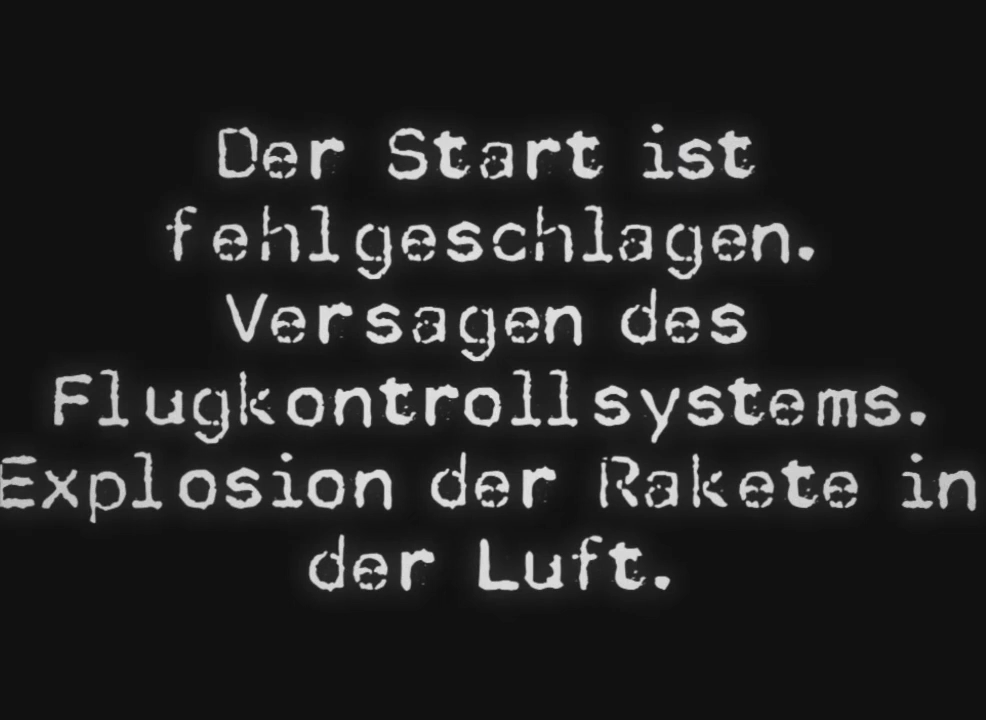 Der Start ist
fehlgeschlagen.
Versagen des
Flugkontrollsystems.
Explosion der Rakete in
der Luft.